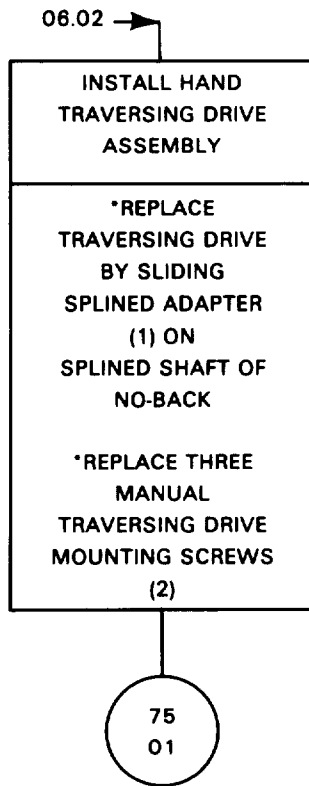 06.02
INSTALL HAND
TRAVERSING DRIVE
ASSEMBLY
*REPLACE
TRAVERSING DRIVE
BY SLIDING
SPLINED ADAPTER
(1) ON
SPLINED SHAFT OF
NO-BACK
*REPLACE THREE
MANUAL
TRAVERSING DRIVE
MOUNTING SCREWS
(2)
75
01